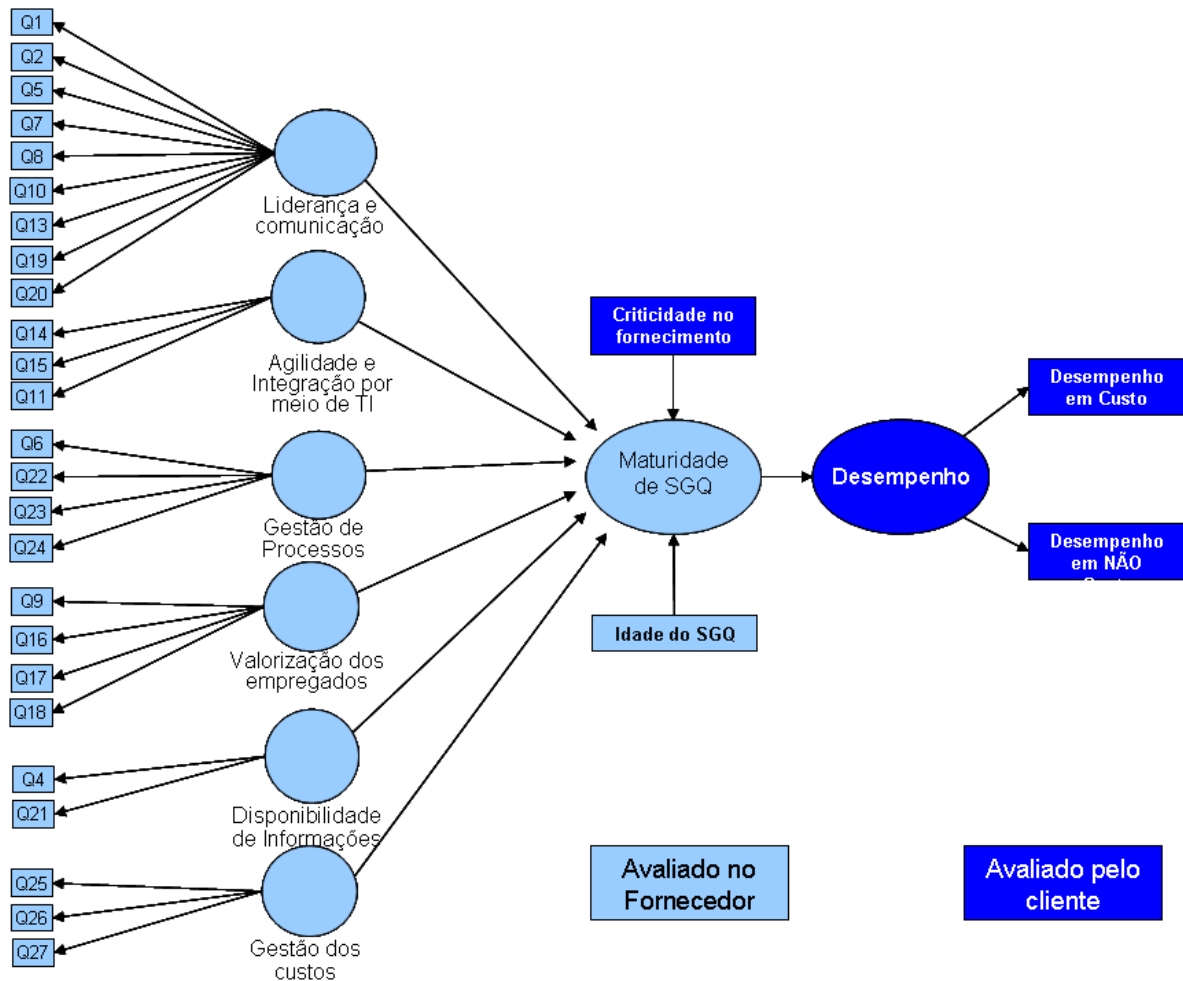 Q1
Q2
Q5
Q7
Q8
Q10
Q13
Q19
Q20
Liderança e
comunicação
Q14
Q15
Q11
Agilidade e
Integração por
meio de TI
Q6
Q22
Q23
Q24
Gestão de
Processos
Q9
Q16
Q17
Q18
Valorização dos
empregados
Q4
Q21
Disponibilidade
de Informações
Q25
Q26
Q27
Gestão dos
custos
Criticidade no
fornecimento
Maturidade
de SGQ
Idade do SGQ
Desempenho
Desempenho
em Custo
Desempenho
em NÃO
Avaliado no
Fornecedor
Avaliado pelo
cliente